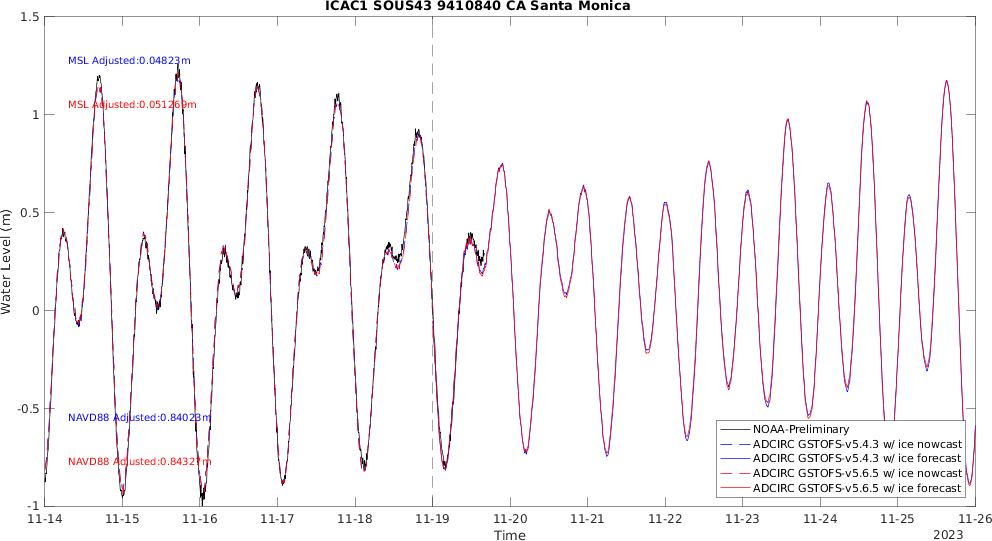 ICAC1 SOUS43 9410840 CA Santa Monica
1.5
1
0.5
0
-0.5
-1
Water Level (m)
MSL Adjusted:0.04823m
MSL Adjusted:0.051269m
NAVD88 Adjusted:0.84023m
NAVD88 Adjusted:0.84327m
NOAA-Preliminary
ADCIRC GSTOFS-v5.4.3 w/ ice nowcast
ADCIRC GSTOFS-v5.4.3 w/ ice forecast
ADCIRC GSTOFS-v5.6.5 w/ ice nowcast
ADCIRC GSTOFS-v5.6.5 w/ ice forecast
11-14 11-15 11-16 11-17 11-18 11-19 11-20 11-21 11-22 11-23 11-24 11-25 11-26
Time
2023